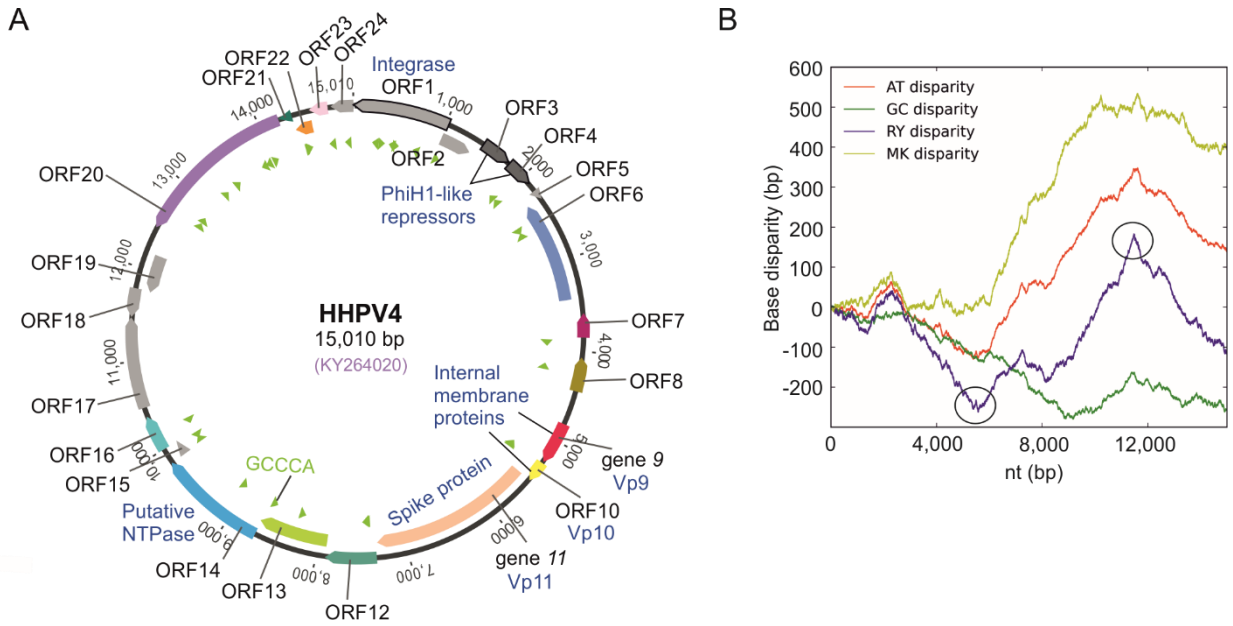 A
ORF21
ORF22
ORF23
ORF24
Integrase
ORF1
ORF2
ORF3
ORF4
ORF5
ORF6
PhiH1-like
repressors
15,010
1,000
2,000
3,000
4,000
5,000
6,000
7,000
8,000
9,000
10,000
11,000
12,000
13,000
14,000
HHPV4
15,010 bp
(KY264020)
ORF7
ORF8
Internal
membrane
proteins
gene 9
Vp9
ORF10
Vp10
gene 11
Vp11
Spike protein
ORF12
ORF13
GCCCA
ORF14
Putative
NTPase
ORF15
ORF16
ORF17
ORF18
ORF19
ORF20
B
Base disparity (bp)
600
500
400
300
200
100
0
-100
-200
AT disparity
GC disparity
RY disparity
MK disparity
0 4,000 8,000 12,000
nt (bp)